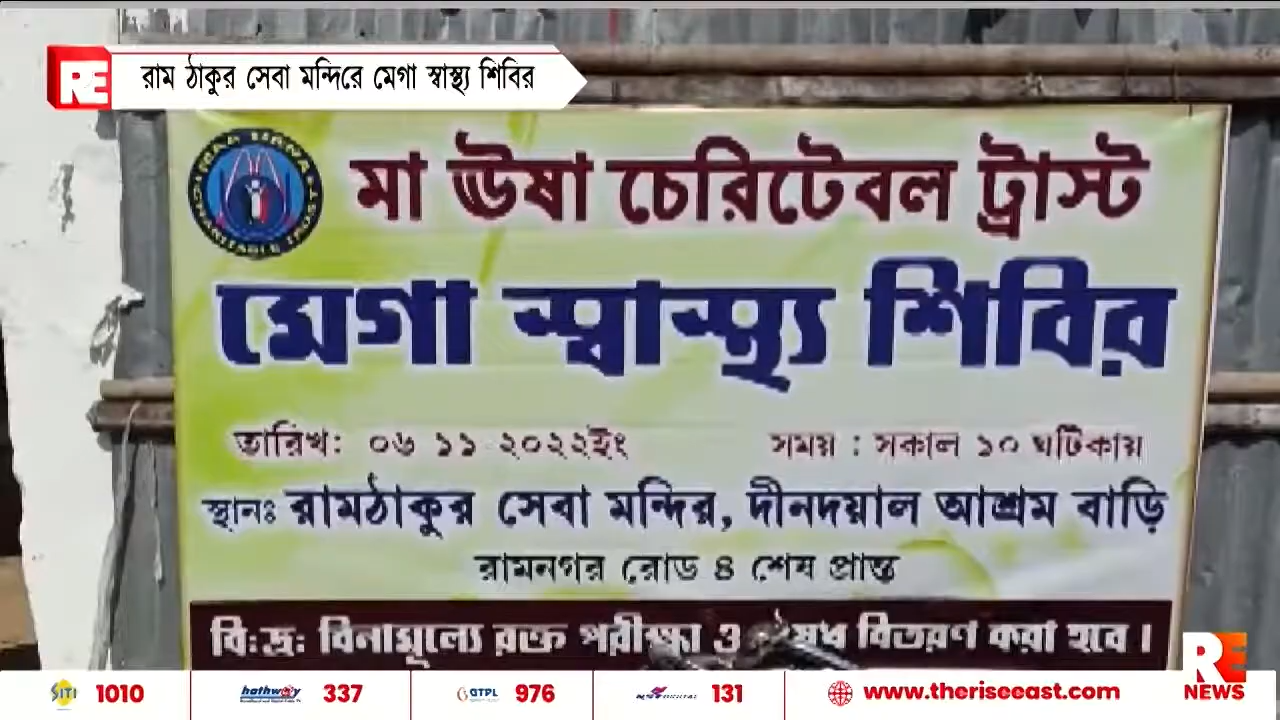 RE রাম ঠাকুর সেবা মন্দিরে মেগা স্বাস্থ্য শিবির
মা ঊষা চেরিটেবল ট্রাস্ট
মেগা স্বাস্থ্য শিবির
তারিখ: ০৬ ১১ ২০২২ইং সময় : সকাল ১০ ঘটিকায়
স্থানঃ রামঠাকুর সেবা মন্দির, দীনদয়াল আশ্রম বাড়ি
রামনগর রোড ৪ শেষ প্রান্ত
বি:দ্র: বিনামূল্যে রক্ত পরীক্ষা ও বিতরণ করা হবে।
RE NEWS
SITI 1010 hathway 337 GTPL 976 131 www.theriseeast.com